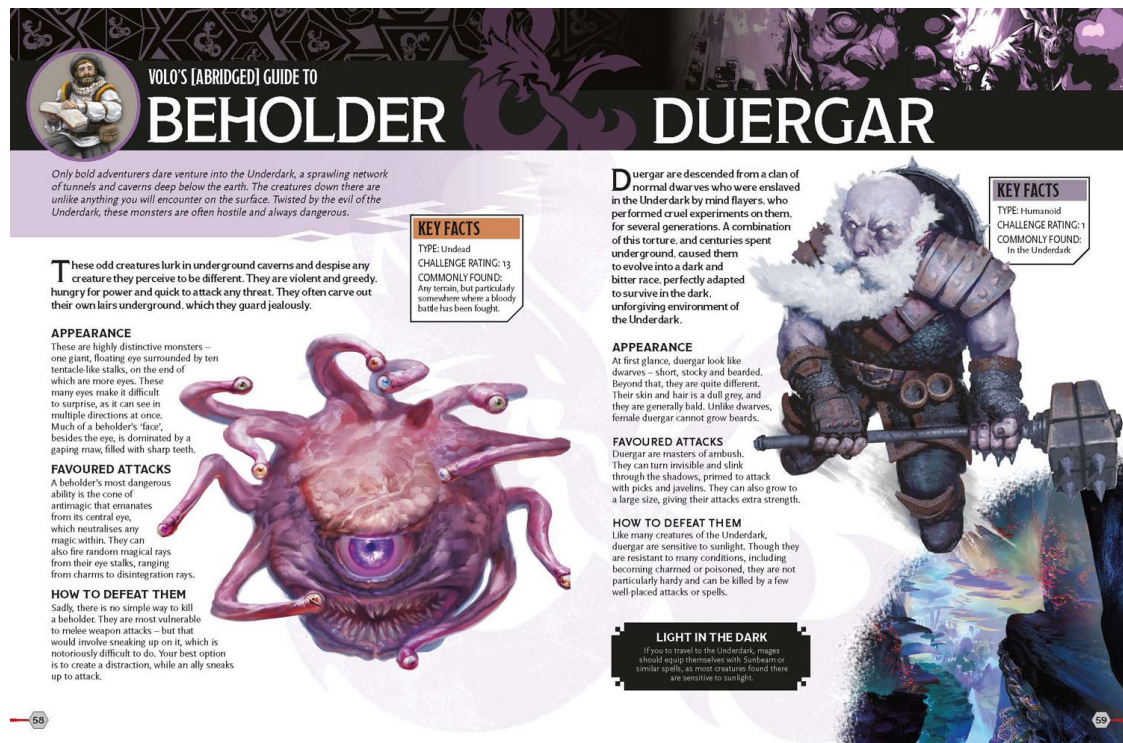 VOLO'S [ABRIDGED] GUIDE TO
BEHOLDER
Only bold adventurers dare venture into the Underdark, a sprawling network
of tunnels and caverns deep below the earth. The creatures down there are
unlike anything you will encounter on the surface. Twisted by the evil of the
Underdark, these monsters are often hostile and always dangerous.
KEY FACTS
TYPE: Undead
CHALLENGE RATING: 13
COMMONLY FOUND:
Any terrain, but particularly
somewhere where a bloody
battle has been fought.
These odd creatures lurk in underground caverns and despise any
creature they perceive to be different. They are violent and greedy,
hungry for power and quick to attack any threat. They often carve out
their own lairs underground, which they guard jealously.
APPEARANCE
These are highly distinctive monsters –
one giant, floating eye surrounded by ten
tentacle-like stalks, on the end of
which are more eyes. These
many eyes make it difficult
to surprise, as it can see in
multiple directions at once.
Much of a beholder's 'face',
besides the eye, is dominated by a
gaping maw, filled with sharp teeth.
FAVOURED ATTACKS
A beholder's most dangerous
ability is the cone of
antimagic that emanates
from its central eye,
which neutralises any
magic within. They can
also fire random magical rays
from their eye stalks, ranging
from charms to disintegration rays.
HOW TO DEFEAT THEM
Sadly, there is no simple way to kill
a beholder. They are most vulnerable
to melee weapon attacks – but that
would involve sneaking up on it, which is
notoriously difficult to do. Your best option
is to create a distraction, while an ally sneaks
up to attack.
58
DUERGAR
Duergar are descended from a clan of
normal dwarves who were enslaved
in the Underdark by mind flayers, who
performed cruel experiments on them,
for several generations. A combination
of this torture, and centuries spent
underground, caused them
to evolve into a dark and
bitter race, perfectly adapted
to survive in the dark,
unforgiving environment of
the Underdark.
KEY FACTS
TYPE: Humanoid
CHALLENGE RATING: 1
COMMONLY FOUND:
In the Underdark
APPEARANCE
At first glance, duergar look like
dwarves – short, stocky and bearded.
Beyond that, they are quite different.
Their skin and hair is a dull grey, and
they are generally bald. Unlike dwarves,
female duergar cannot grow beards.
FAVOURED ATTACKS
Duergar are masters of ambush.
They can turn invisible and slink
through the shadows, primed to attack
with picks and javelins. They can also grow to
a large size, giving their attacks extra strength.
HOW TO DEFEAT THEM
Like many creatures of the Underdark,
duergar are sensitive to sunlight. Though they
are resistant to many conditions, including
becoming charmed or poisoned, they are not
particularly hardy and can be killed by a few
well-placed attacks or spells.
LIGHT IN THE DARK
If you to travel to the Underdark, mages
should equip themselves with Sunbeam or
similar spells, as most creatures found there
are sensitive to sunlight.
59